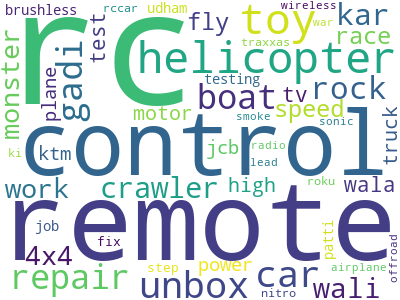 brushless rccar udham wireless
rc fly toy war kar
traxxas race
monster gadi test helicopter
plane testing rock
boat tv
motor speed smoke sonic truck
control
ktm jcb radio
ki lead
work crawler high roku wala
remote
job fix patti offroad
4x4 step power airplane
repair unbox nitro car wali